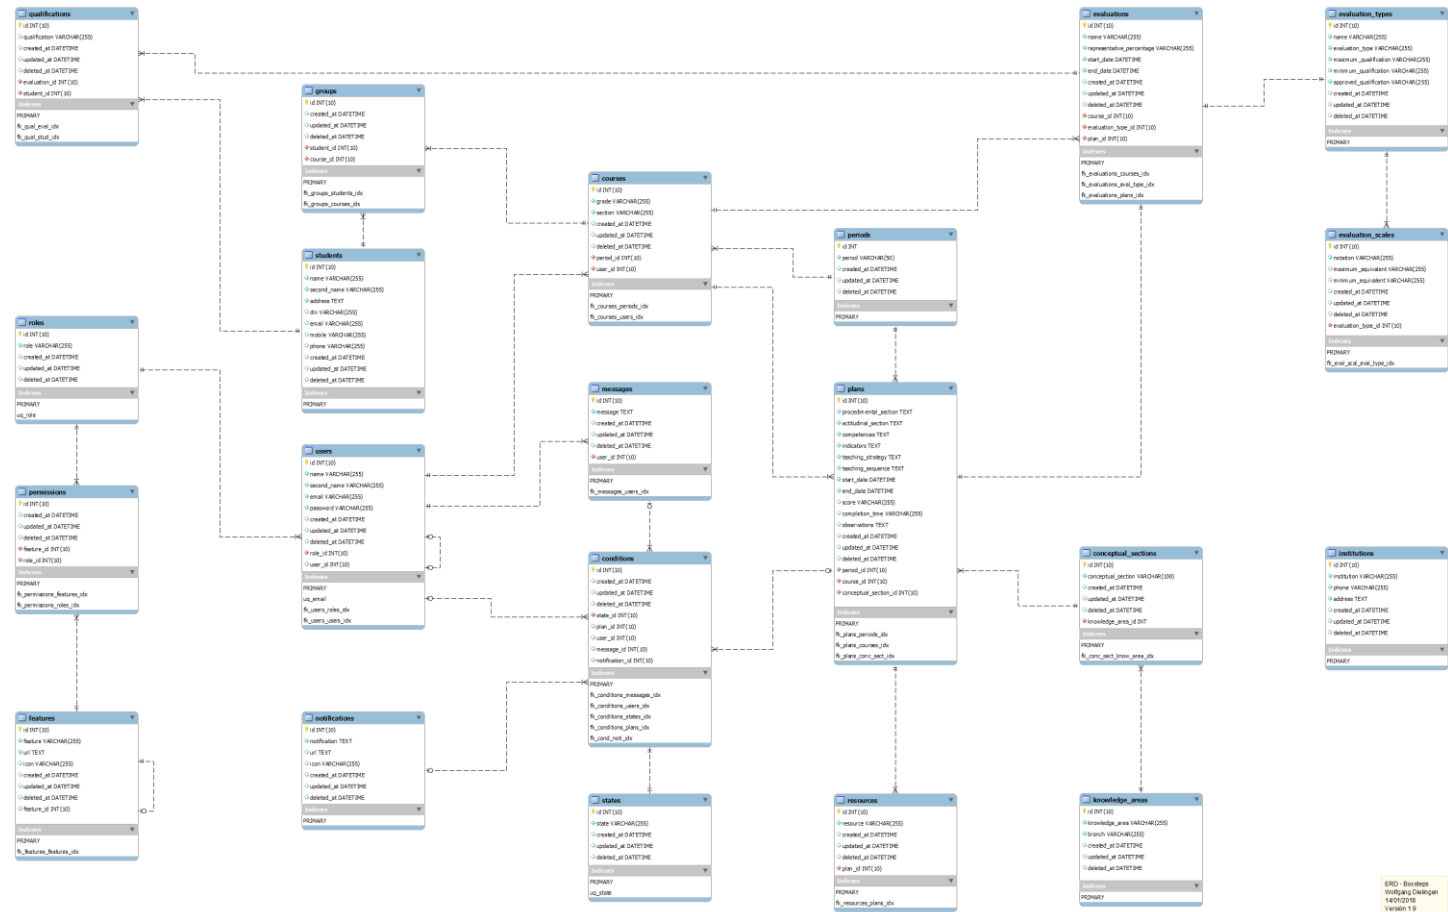 qualifications
id INT(10)
qualification VARCHAR(255)
created_at DATETIME
updated_at DATETIME
deleted_at DATETIME
evaluation_id INT(10)
student_id INT(10)
Indexes
PRIMARY
fk_qual_eval_idx
fk_qual_stud_idx
groups
id INT(10)
created_at DATETIME
updated_at DATETIME
deleted_at DATETIME
student_id INT(10)
course_id INT(10)
Indexes
PRIMARY
fk_groups_students_idx
fk_groups_courses_idx
students
id INT(10)
name VARCHAR(255)
second_name VARCHAR(255)
address TEXT
dni VARCHAR(255)
email VARCHAR(255)
mobile VARCHAR(255)
phone VARCHAR(255)
created_at DATETIME
updated_at DATETIME
deleted_at DATETIME
Indexes
PRIMARY
roles
id INT(10)
role VARCHAR(255)
created_at DATETIME
updated_at DATETIME
deleted_at DATETIME
Indexes
PRIMARY
uq_role
permissions
id INT(10)
created_at DATETIME
updated_at DATETIME
deleted_at DATETIME
feature_id INT(10)
role_id INT(10)
Indexes
PRIMARY
fk_permissions_features_idx
fk_permissions_roles_idx
features
id INT(10)
feature VARCHAR(255)
url TEXT
icon VARCHAR(255)
created_at DATETIME
updated_at DATETIME
deleted_at DATETIME
feature_id INT(10)
Indexes
PRIMARY
fk_features_features_idx
users
id INT(10)
name VARCHAR(255)
second_name VARCHAR(255)
email VARCHAR(255)
password VARCHAR(255)
created_at DATETIME
updated_at DATETIME
deleted_at DATETIME
role_id INT(10)
user_id INT(10)
Indexes
PRIMARY
uq_email
fk_users_roles_idx
fk_users_users_idx
notifications
id INT(10)
notification TEXT
url TEXT
icon VARCHAR(255)
created_at DATETIME
updated_at DATETIME
deleted_at DATETIME
Indexes
PRIMARY
courses
id INT(10)
grade VARCHAR(255)
section VARCHAR(255)
created_at DATETIME
updated_at DATETIME
deleted_at DATETIME
period_id INT(10)
user_id INT(10)
Indexes
PRIMARY
fk_courses_periods_idx
fk_courses_users_idx
messages
id INT(10)
message TEXT
created_at DATETIME
updated_at DATETIME
deleted_at DATETIME
user_id INT(10)
Indexes
PRIMARY
fk_messages_users_idx
conditions
id INT(10)
created_at DATETIME
updated_at DATETIME
deleted_at DATETIME
state_id INT(10)
plan_id INT(10)
user_id INT(10)
message_id INT(10)
notification_id INT(10)
Indexes
PRIMARY
fk_conditions_messages_idx
fk_conditions_users_idx
fk_conditions_states_idx
fk_conditions_plans_idx
fk_cond_noti_idx
states
id INT(10)
state VARCHAR(255)
created_at DATETIME
updated_at DATETIME
deleted_at DATETIME
Indexes
PRIMARY
uq_state
periods
id INT
period VARCHAR(50)
created_at DATETIME
updated_at DATETIME
deleted_at DATETIME
Indexes
PRIMARY
plans
id INT(10)
procedimental_section TEXT
actitudinal_section TEXT
competences TEXT
indicators TEXT
teaching_strategy TEXT
teaching_sequence TEXT
start_date DATETIME
end_date DATETIME
score VARCHAR(255)
completion_time VARCHAR(255)
observations TEXT
created_at DATETIME
updated_at DATETIME
deleted_at DATETIME
period_id INT(10)
course_id INT(10)
conceptual_section_id INT(10)
Indexes
PRIMARY
fk_plans_periods_idx
fk_plans_courses_idx
fk_plans_conc_sect_idx
resources
id INT(10)
resource VARCHAR(255)
created_at DATETIME
updated_at DATETIME
deleted_at DATETIME
plan_id INT(10)
Indexes
PRIMARY
fk_resources_plans_idx
evaluations
id INT(10)
name VARCHAR(255)
representative_percentage VARCHAR(255)
start_date DATETIME
end_date DATETIME
created_at DATETIME
updated_at DATETIME
deleted_at DATETIME
course_id INT(10)
evaluation_type_id INT(10)
plan_id INT(10)
Indexes
PRIMARY
fk_evaluations_courses_idx
fk_evaluations_eval_type_idx
fk_evaluations_plans_idx
conceptual_sections
id INT(10)
conceptual_section VARCHAR(100)
created_at DATETIME
updated_at DATETIME
deleted_at DATETIME
knowledge_area_id INT
Indexes
PRIMARY
fk_conc_sect_know_area_idx
knowledge_areas
id INT(10)
knowledge_area VARCHAR(255)
branch VARCHAR(255)
created_at DATETIME
updated_at DATETIME
deleted_at DATETIME
Indexes
PRIMARY
evaluation_types
id INT(10)
name VARCHAR(255)
evaluation_type VARCHAR(255)
maximum_qualification VARCHAR(255)
minimum_qualification VARCHAR(255)
approved_qualification VARCHAR(255)
created_at DATETIME
updated_at DATETIME
deleted_at DATETIME
Indexes
PRIMARY
evaluation_scales
id INT(10)
notation VARCHAR(255)
maximum_equivalent VARCHAR(255)
minimum_equivalent VARCHAR(255)
created_at DATETIME
updated_at DATETIME
deleted_at DATETIME
evaluation_type_id INT(10)
Indexes
PRIMARY
fk_eval_scal_eval_type_idx
institutions
id INT(10)
institution VARCHAR(255)
phone VARCHAR(255)
address TEXT
created_at DATETIME
updated_at DATETIME
deleted_at DATETIME
Indexes
PRIMARY
ERD - Boxsteps
Wolfgang Dielingen
14/01/2018
Versión 1.9